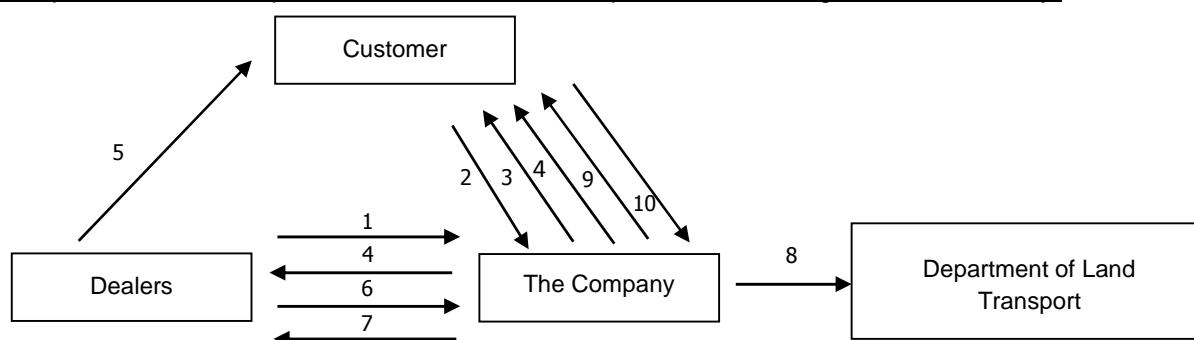 Customer
5
2
3
4
9
10
1
4
6
7
8
Dealers
The Company
Department of Land
Transport